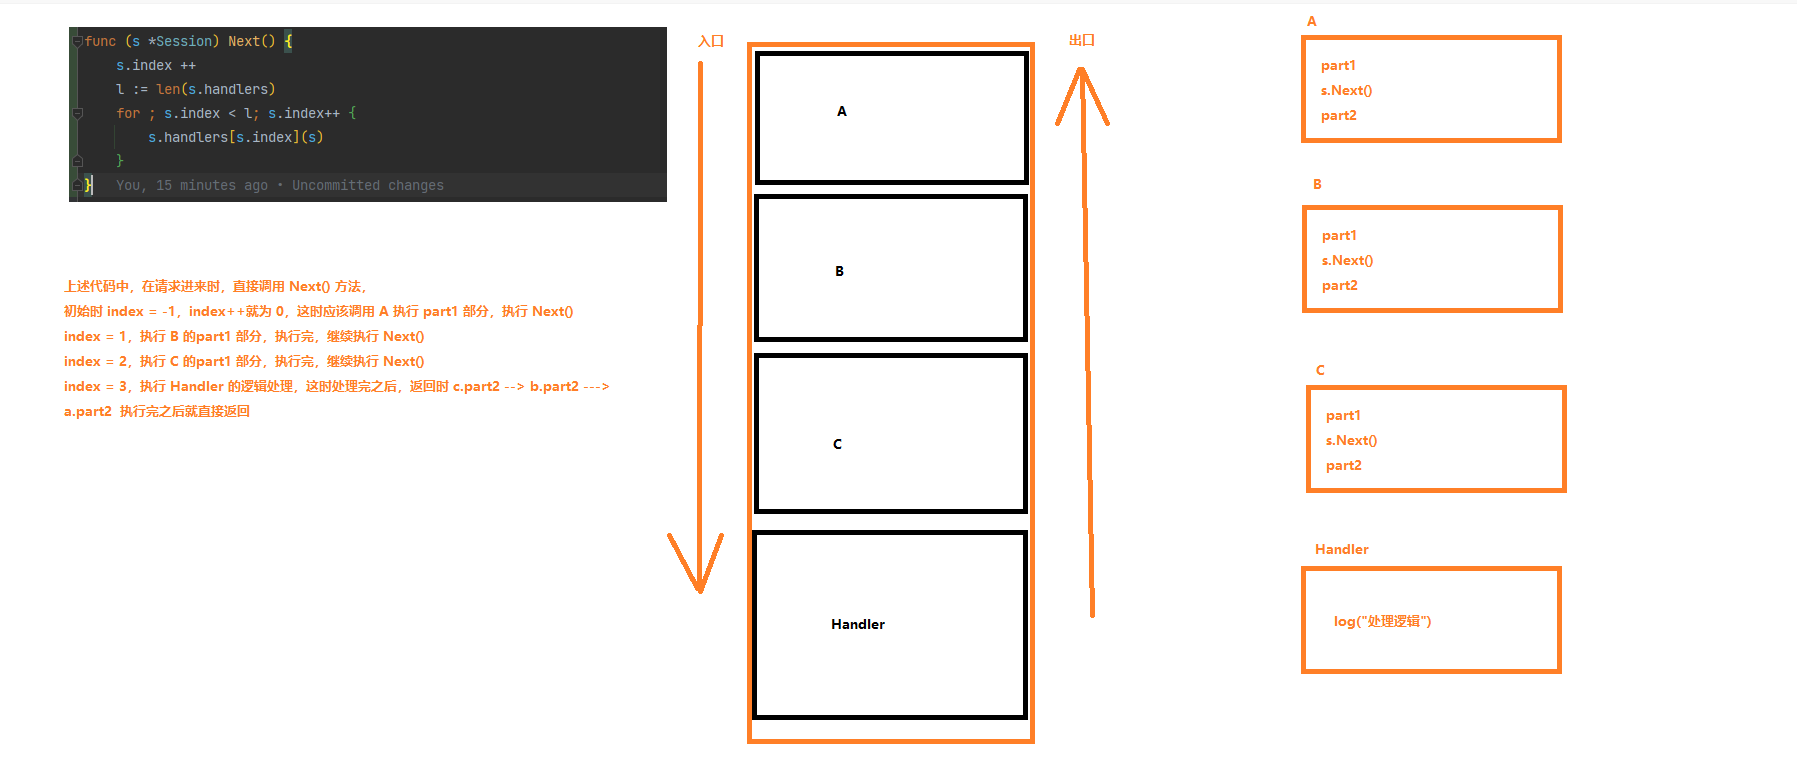 func (s *Session) Next() {
s.index ++
l := len(s.handlers)
for ; s.index < l; s.index++ {
s.handlers[s.index](s)
}
} You, 15 minutes ago • Uncommitted changes
上述代码中，在请求进来时，直接调用 Next() 方法，
初始时 index = -1，index++就为 0，这时应该调用 A 执行 part1 部分，执行 Next()
index = 1，执行 B 的part1 部分，执行完，继续执行 Next()
index = 2，执行 C 的part1 部分，执行完，继续执行 Next()
index = 3，执行 Handler 的逻辑处理，这时处理完之后，返回时 c.part2 --> b.part2 --->
a.part2 执行完之后就直接返回
入口
出口
A
B
C
Handler
A
part1
s.Next()
part2
B
part1
s.Next()
part2
C
part1
s.Next()
part2
Handler
log("处理逻辑")